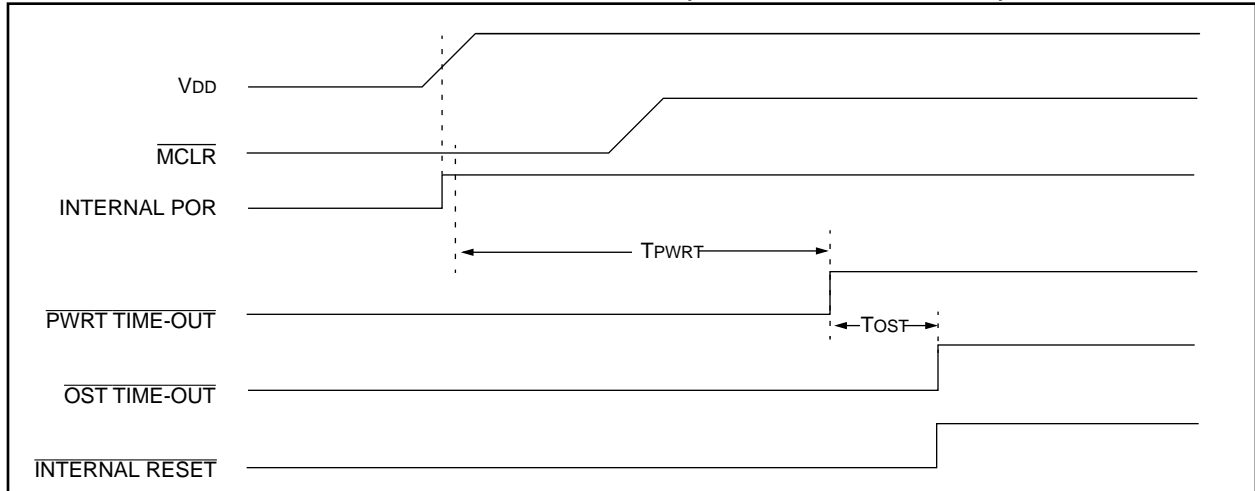 VDD
MCLR
INTERNAL POR
TPWRT
PWRT TIME-OUT
TOST
OST TIME-OUT
INTERNAL RESET